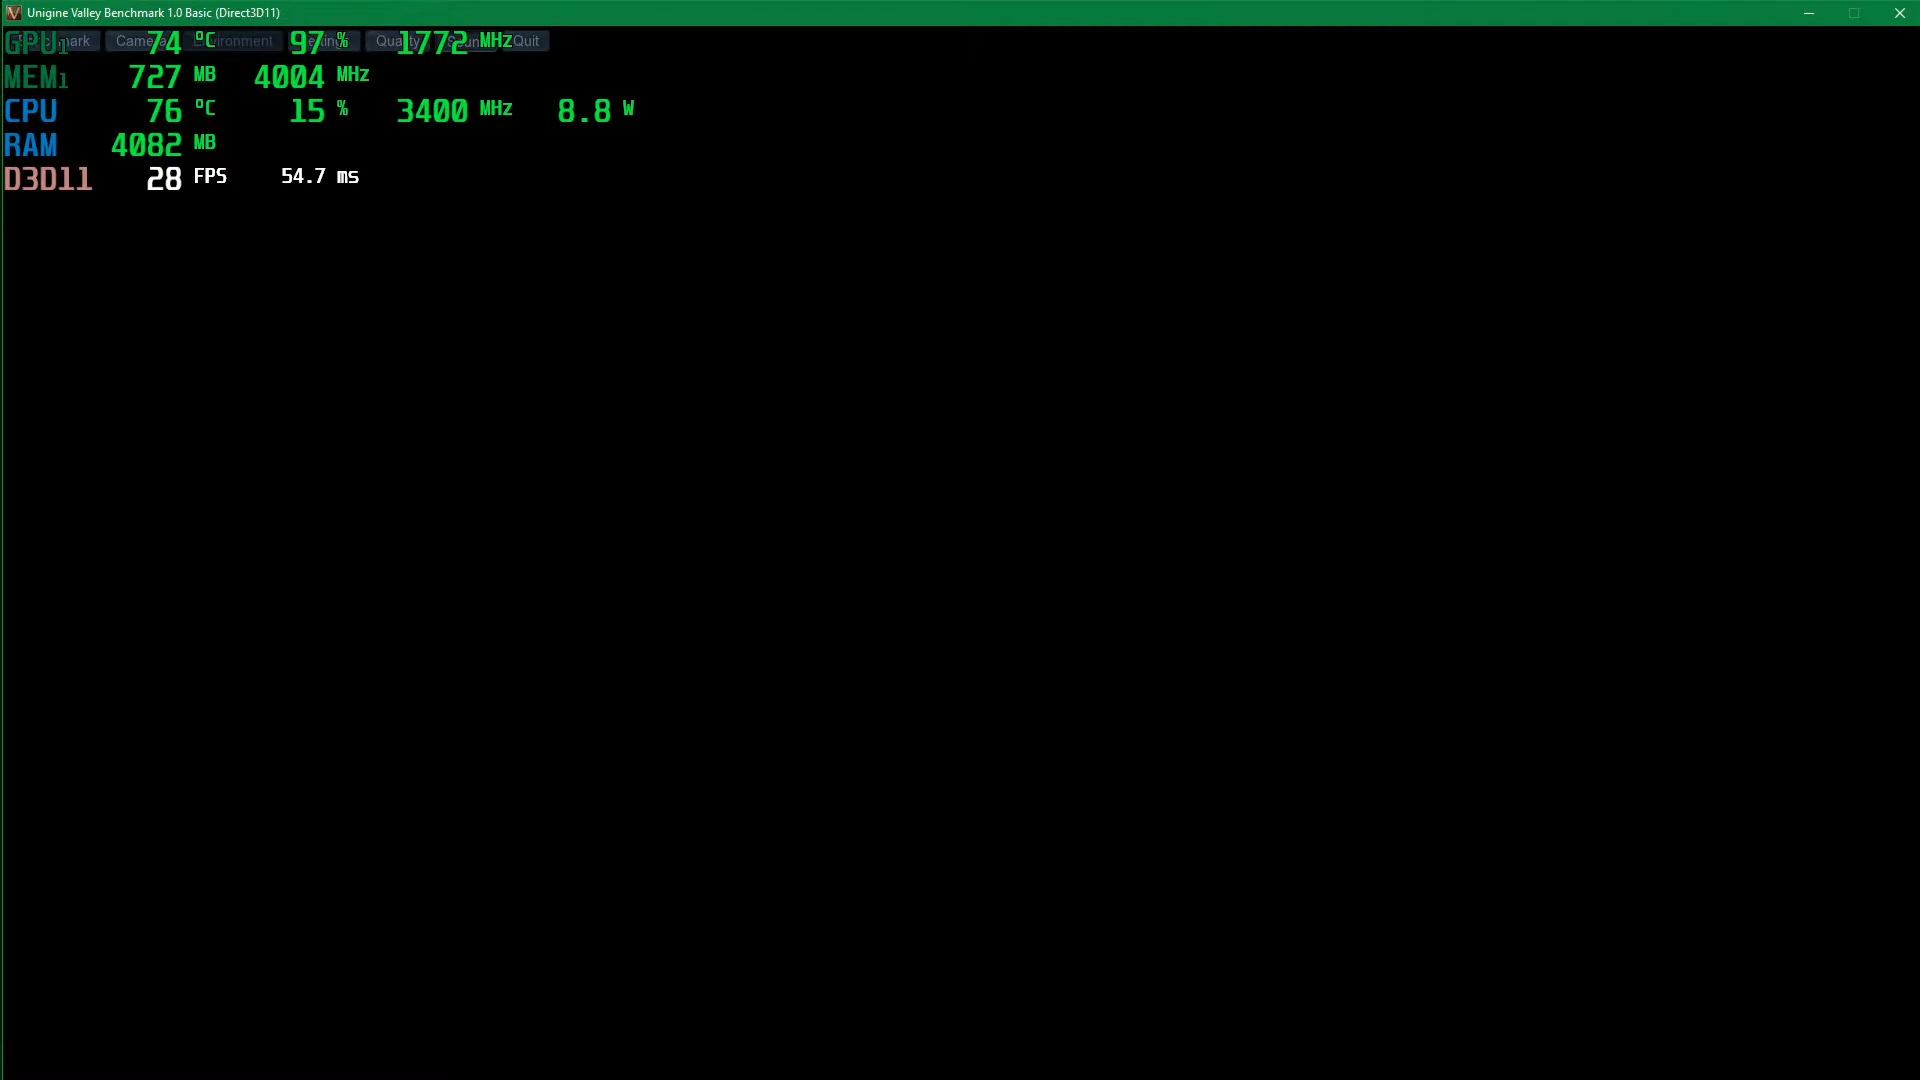 Unigine Valley Benchmark 1.0 Basic (Direct3D11)
GPU1 74 °C 97 % 1772 MHz Quit
MEM1 727 MB 4004 MHz
CPU 76 °C 15 % 3400 MHz 8.8 W
RAM 4082 MB
D3D11 28 FPS 54.7 ms